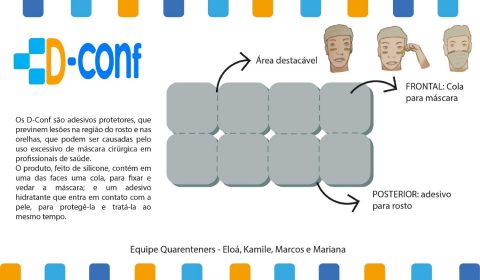 D-conf
Área destacável
FRONTAL: Cola
para máscara
Os D-Conf são adesivos protetores, que
previnem lesões na região do rosto e nas
orelhas, que podem ser causadas pelo
uso excessivo de máscara cirúrgica em
profissionais de saúde.
O produto, feito de silicone, contém em
uma das faces uma cola, para fixar e
vedar a máscara; e um adesivo
hidratante que entra em contato com a
pele, para protegê-la e tratá-la ao
mesmo tempo.
POSTERIOR: adesivo
para rosto
Equipe Quarenteners - Eloá, Kamile, Marcos e Mariana